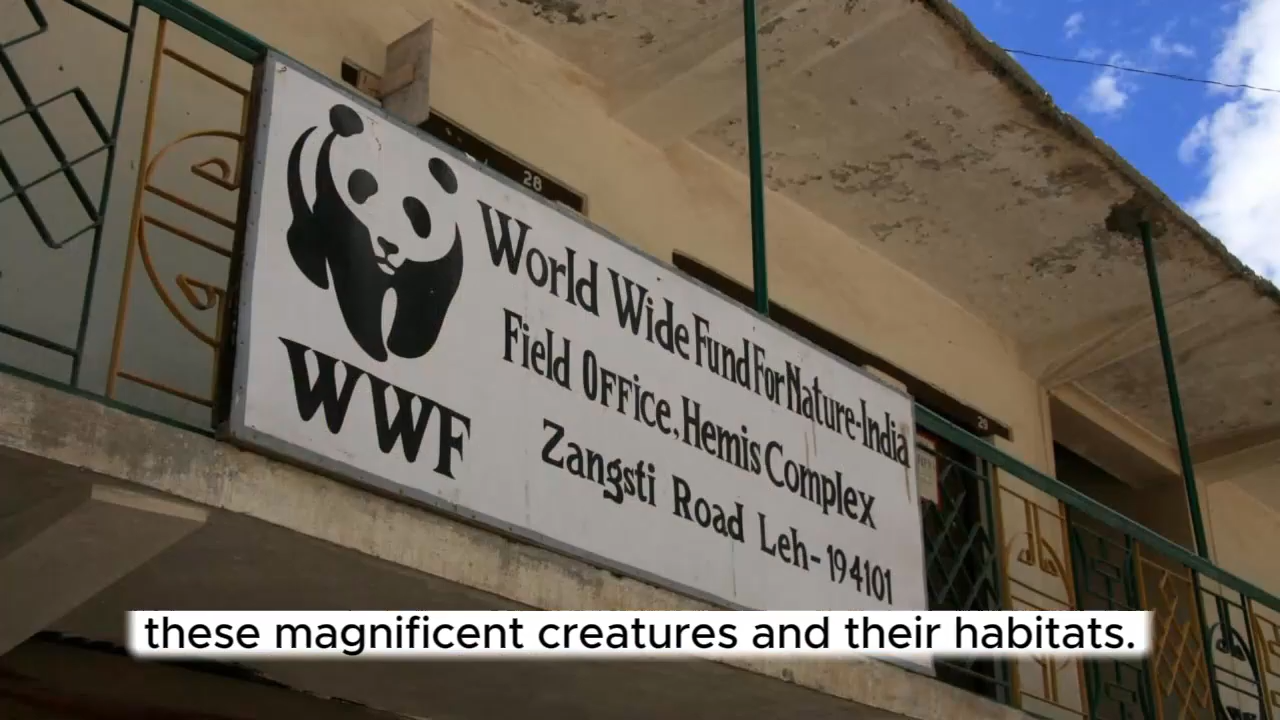 28
World Wide Fund For Nature-India
Field OFFice, Hemis Complex
Zangsti Road Leh-194101
WWF
29
these magnificent creatures and their habitats.